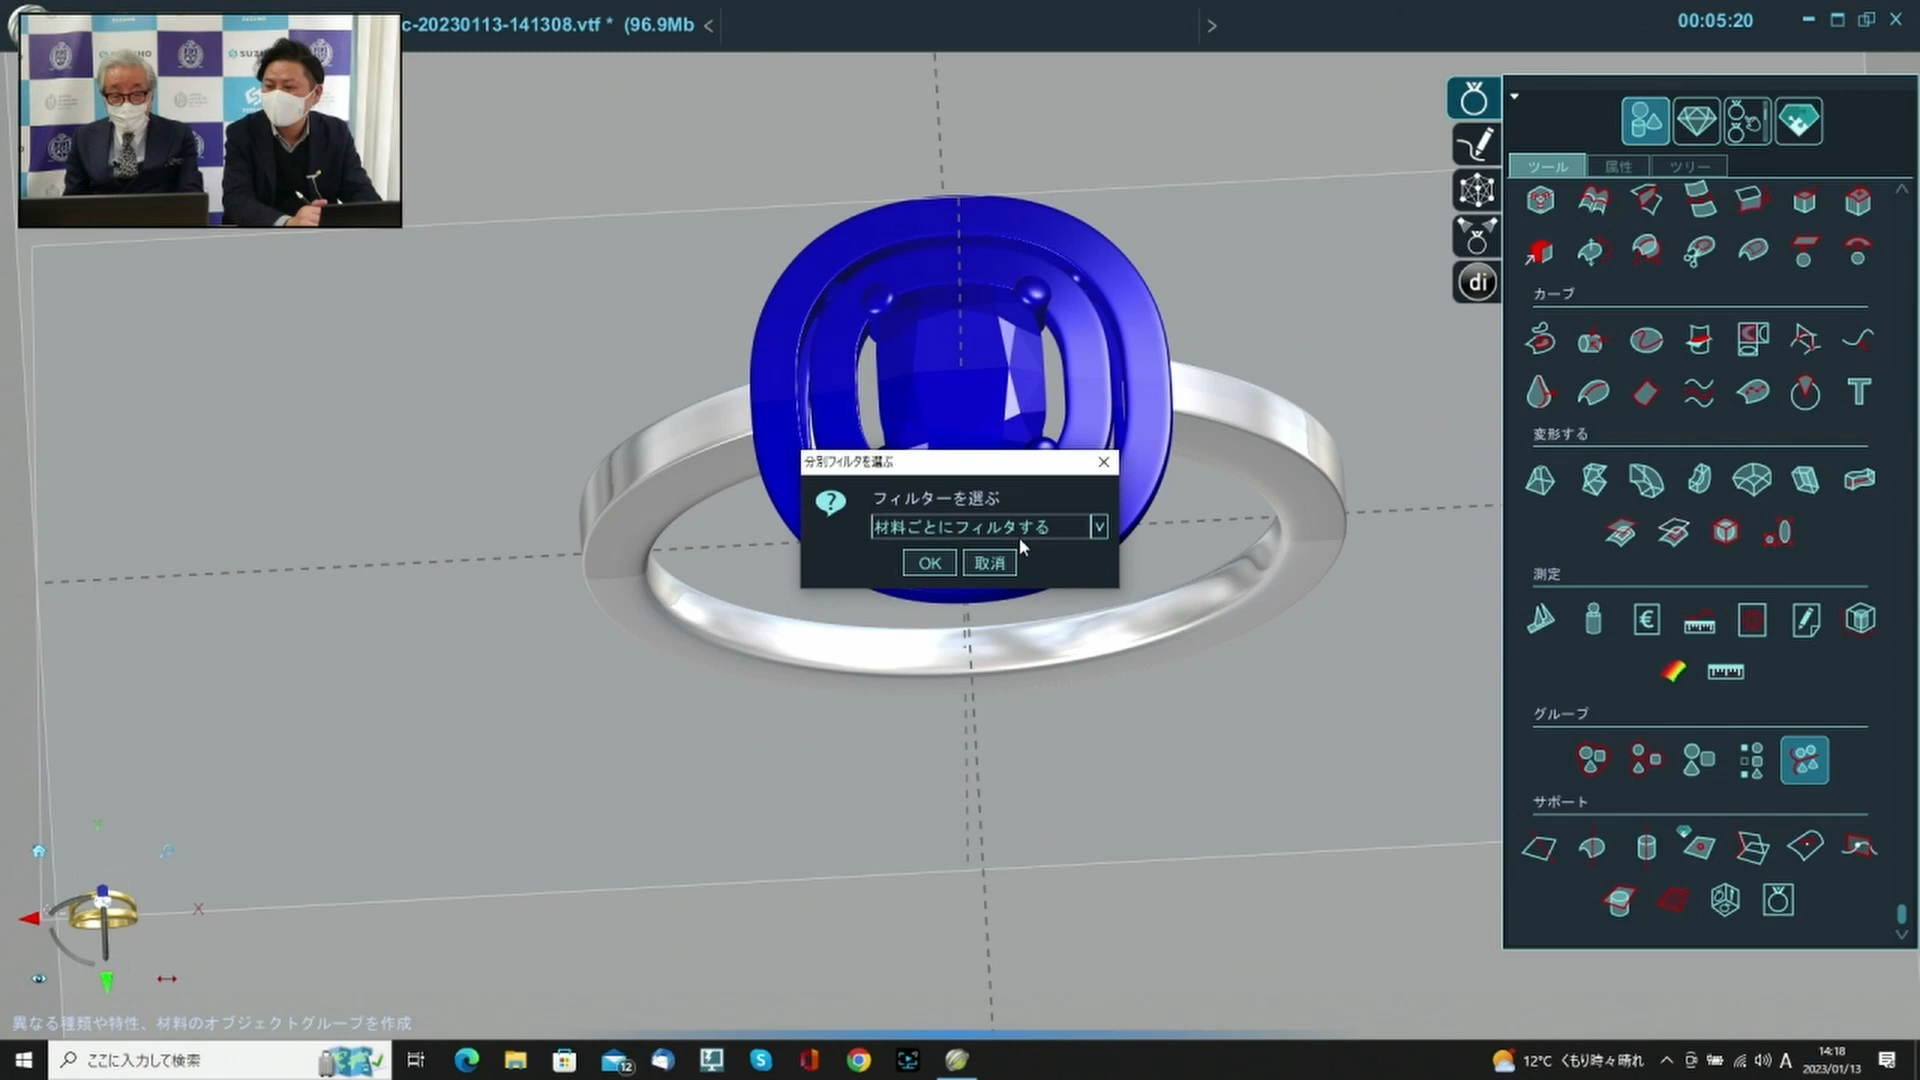 c-20230113-141308.vtf * (96.9Mb
00:05:20
SUZUHO
di
ツール
属性
ツリー
カーブ
変形する
測定
グループ
サポート
分別フィルタを選ぶ
フィルターを選ぶ
材料ごとにフィルタする
OK
取消
Y
X
異なる種類や特性、材料のオブジェクトグループを作成
ここに入力して検索
12
12°C くもり時々晴れ
A
14:18
2023/01/13